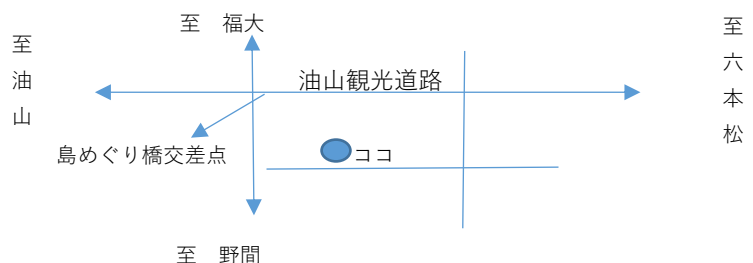 至　福大
至油山
至六本松
油山観光道路
島めぐり橋交差点
ココ
至　野間